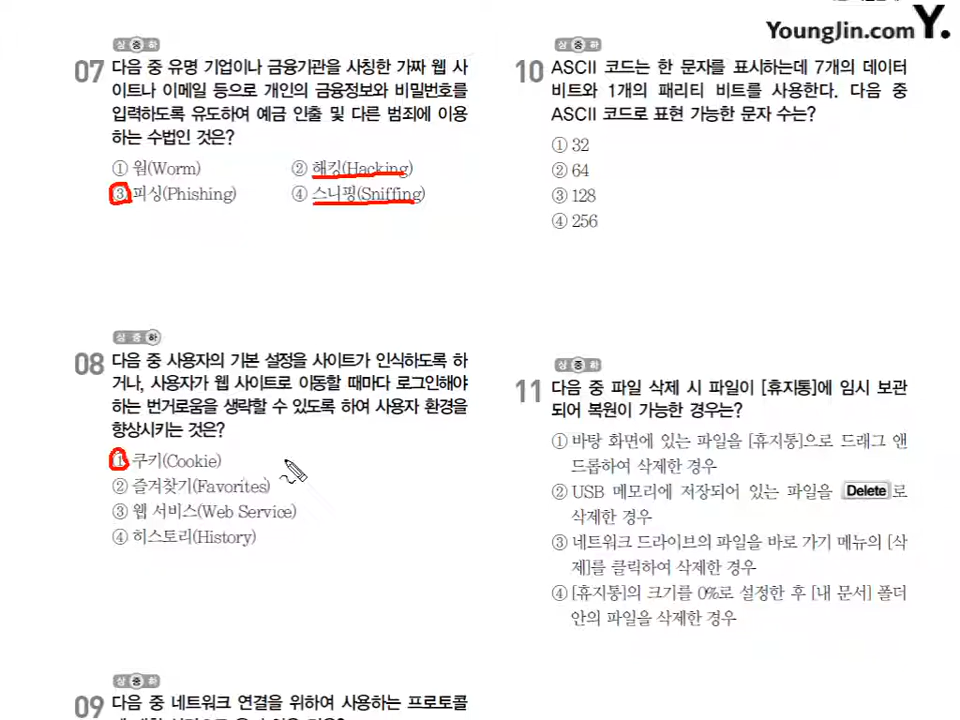 YoungJin.com Y.
상 중 하
07 다음 중 유명 기업이나 금융기관을 사칭한 가짜 웹 사
이트나 이메일 등으로 개인의 금융정보와 비밀번호를
입력하도록 유도하여 예금 인출 및 다른 범죄에 이용
하는 수법인 것은?
① 웜(Worm) ② 해킹(Hacking)
③ 피싱(Phishing) ④ 스니핑(Sniffing)
상 중 하
08 다음 중 사용자의 기본 설정을 사이트가 인식하도록 하
거나, 사용자가 웹 사이트로 이동할 때마다 로그인해야
하는 번거로움을 생략할 수 있도록 하여 사용자 환경을
향상시키는 것은?
① 쿠키(Cookie)
② 즐겨찾기(Favorites)
③ 웹 서비스(Web Service)
④ 히스토리(History)
상 중 하
09 다음 중 네트워크 연결을 위하여 사용하는 프로토콜
상 중 하
10 ASCII 코드는 한 문자를 표시하는데 7개의 데이터
비트와 1개의 패리티 비트를 사용한다. 다음 중
ASCII 코드로 표현 가능한 문자 수는?
① 32
② 64
③ 128
④ 256
상 중 하
11 다음 중 파일 삭제 시 파일이 [휴지통]에 임시 보관
되어 복원이 가능한 경우는?
① 바탕 화면에 있는 파일을 [휴지통]으로 드래그 앤
드롭하여 삭제한 경우
② USB 메모리에 저장되어 있는 파일을 Delete로
삭제한 경우
③ 네트워크 드라이브의 파일을 바로 가기 메뉴의 [삭
제]를 클릭하여 삭제한 경우
④ [휴지통]의 크기를 0%로 설정한 후 [내 문서] 폴더
안의 파일을 삭제한 경우